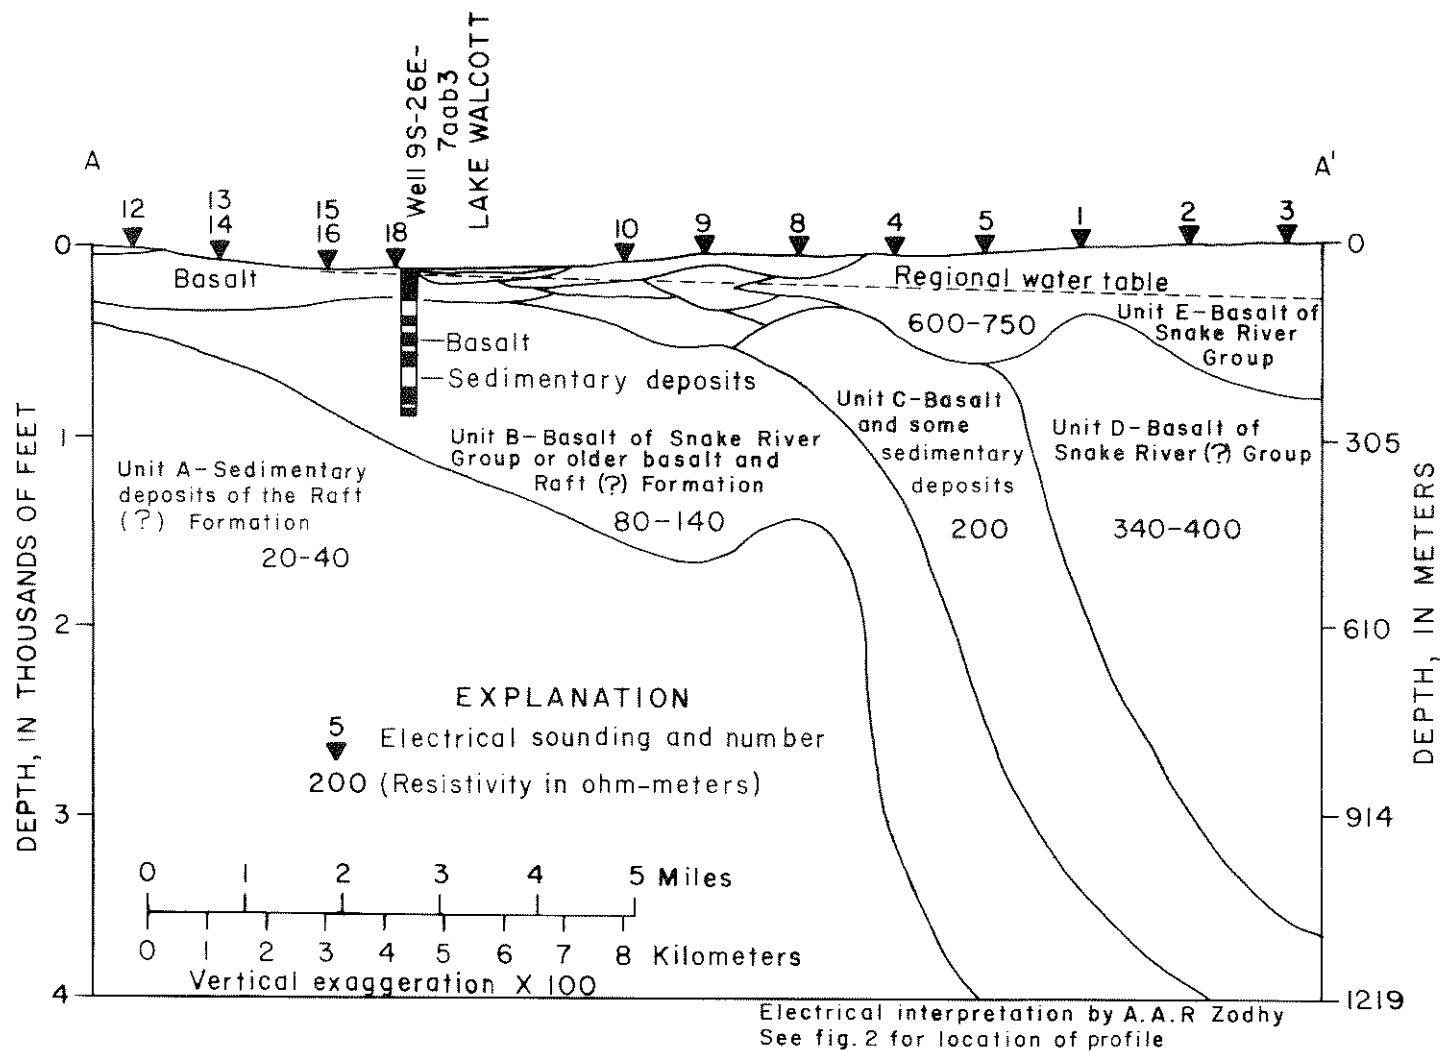 Well 9S-26E-
7aab3
LAKE WALCOTT
A
A'
12
13
14
15
16
18
10
9
8
4
5
1
2
3
0
0
Basalt
Regional water table
600-750
Unit E-Basalt of
Snake River
Group
Basalt
Sedimentary deposits
Unit C-Basalt
and some
sedimentary
deposits
200
Unit D-Basalt of
Snake River (?) Group
340-400
Unit B-Basalt of Snake River
Group or older basalt and
Raft (?) Formation
80-140
Unit A-Sedimentary
deposits of the Raft
(?) Formation
20-40
1
2
3
4
305
610
914
1219
DEPTH, IN THOUSANDS OF FEET
DEPTH, IN METERS
EXPLANATION
5
Electrical sounding and number
200 (Resistivity in ohm-meters)
0 1 2 3 4 5 Miles
0 1 2 3 4 5 6 7 8 Kilometers
Vertical exaggeration X 100
Electrical interpretation by A.A.R Zodhy
See fig. 2 for location of profile